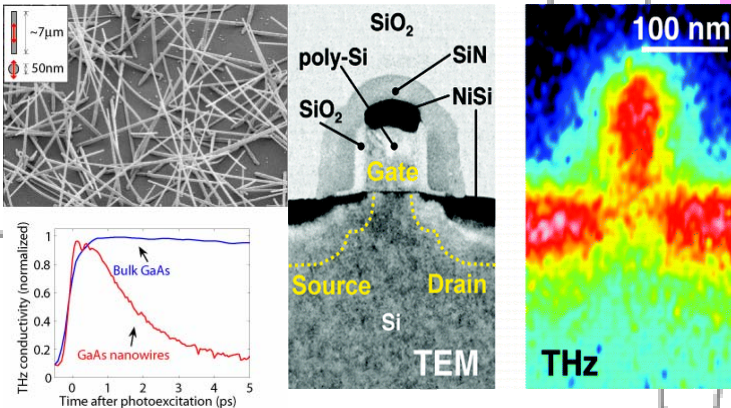 ~7μm
50nm
THz conductivity (normalized)
1
0.8
0.6
0.4
0.2
0
Bulk GaAs
GaAs nanowires
0
1
2
3
4
5
Time after photoexcitation (ps)
SiO2
poly-Si
SiN
NiSi
SiO2
Gate
Source
Drain
Si
TEM
100 nm
THz